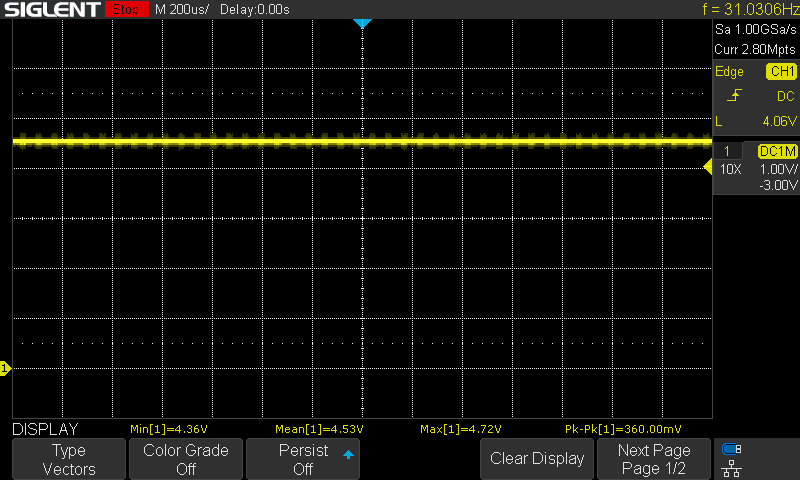 SIGLENT Stop M 200us/ Delay:0.00s f = 31.0306Hz
Sa 1.00GSa/s
Curr 2.80Mpts
Edge CH1
DC
L 4.06V
1 DC1M
10X 1.00V/
-3.00V
1
DISPLAY Min[1]=4.36V Mean[1]=4.53V Max[1]=4.72V Pk-Pk[1]=360.00mV
Type Color Grade Persist Clear Display Next Page
Vectors Off Off Page 1/2